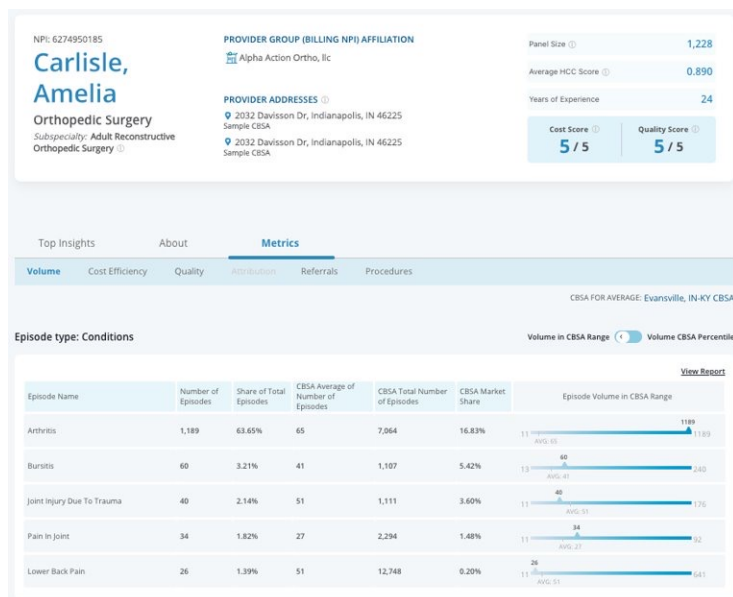 NPI: 6274950185
Carlisle,
Amelia
Orthopedic Surgery
Subspecialty: Adult Reconstructive
Orthopedic Surgery
PROVIDER GROUP (BILLING NPI) AFFILIATION
Alpha Action Ortho, llc
PROVIDER ADDRESSES
2032 Davisson Dr, Indianapolis, IN 46225
Sample CBSA
2032 Davisson Dr, Indianapolis, IN 46225
Sample CBSA
Panel Size 1,228
Average HCC Score 0.890
Years of Experience 24
Cost Score Quality Score
5 / 5 5 / 5
Top Insights About Metrics
Volume Cost Efficiency Quality Attribution Referrals Procedures
CBSA FOR AVERAGE: Evansville, IN-KY CBSA
Episode type: Conditions
Volume in CBSA Range Volume CBSA Percentile
View Report
Episode Name Number of Episodes Share of Total Episodes CBSA Average of Number of Episodes CBSA Total Number of Episodes CBSA Market Share Episode Volume in CBSA Range
Arthritis 1,189 63.65% 65 7,064 16.83% 11 AVG: 65 1189 1189
Bursitis 60 3.21% 41 1,107 5.42% 13 AVG: 41 60 240
Joint Injury Due To Trauma 40 2.14% 51 1,111 3.60% 11 40 AVG: 51 176
Pain In Joint 34 1.82% 27 2,294 1.48% 11 AVG: 27 34 92
Lower Back Pain 26 1.39% 51 12,748 0.20% 11 26 AVG: 51 641